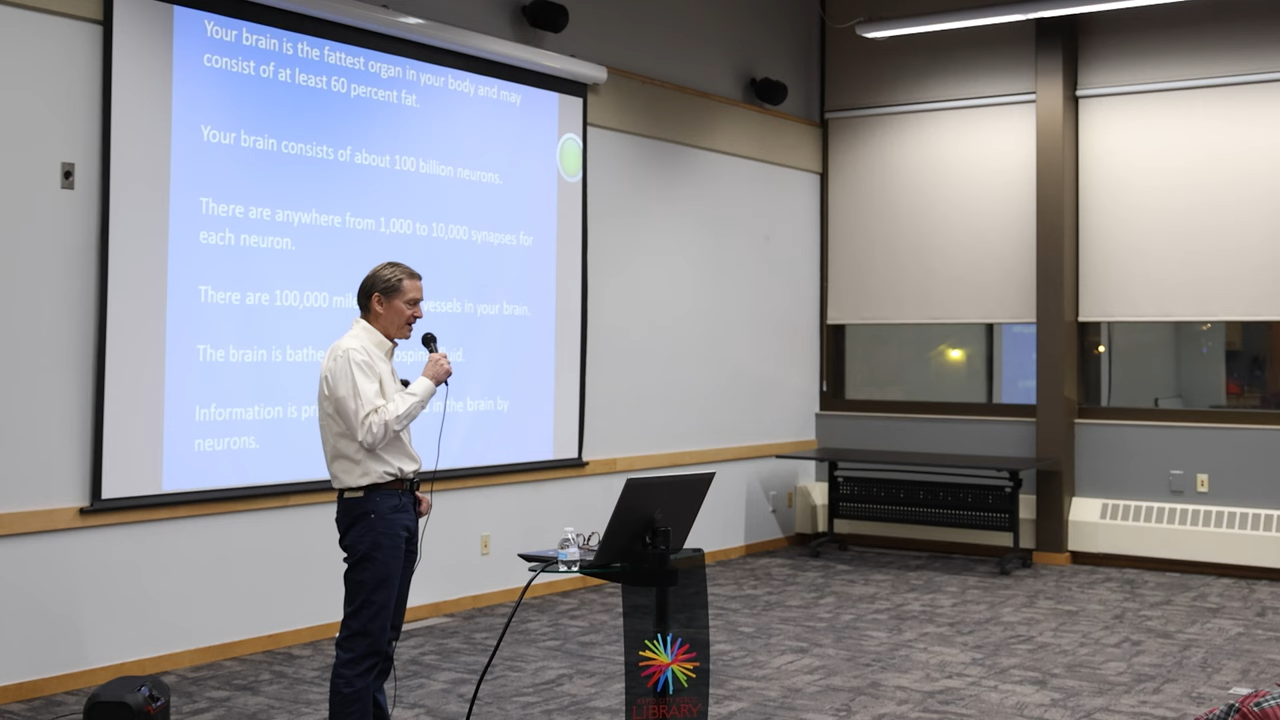 Your brain is the fattest organ in your body and may
consist of at least 60 percent fat.
Your brain consists of about 100 billion neurons.
There are anywhere from 1,000 to 10,000 synapses for
each neuron.
There are 100,000 mile vessels in your brain.
The brain is bathe ospin luid.
Information is pr d in the brain by
neurons.
LIBRARY